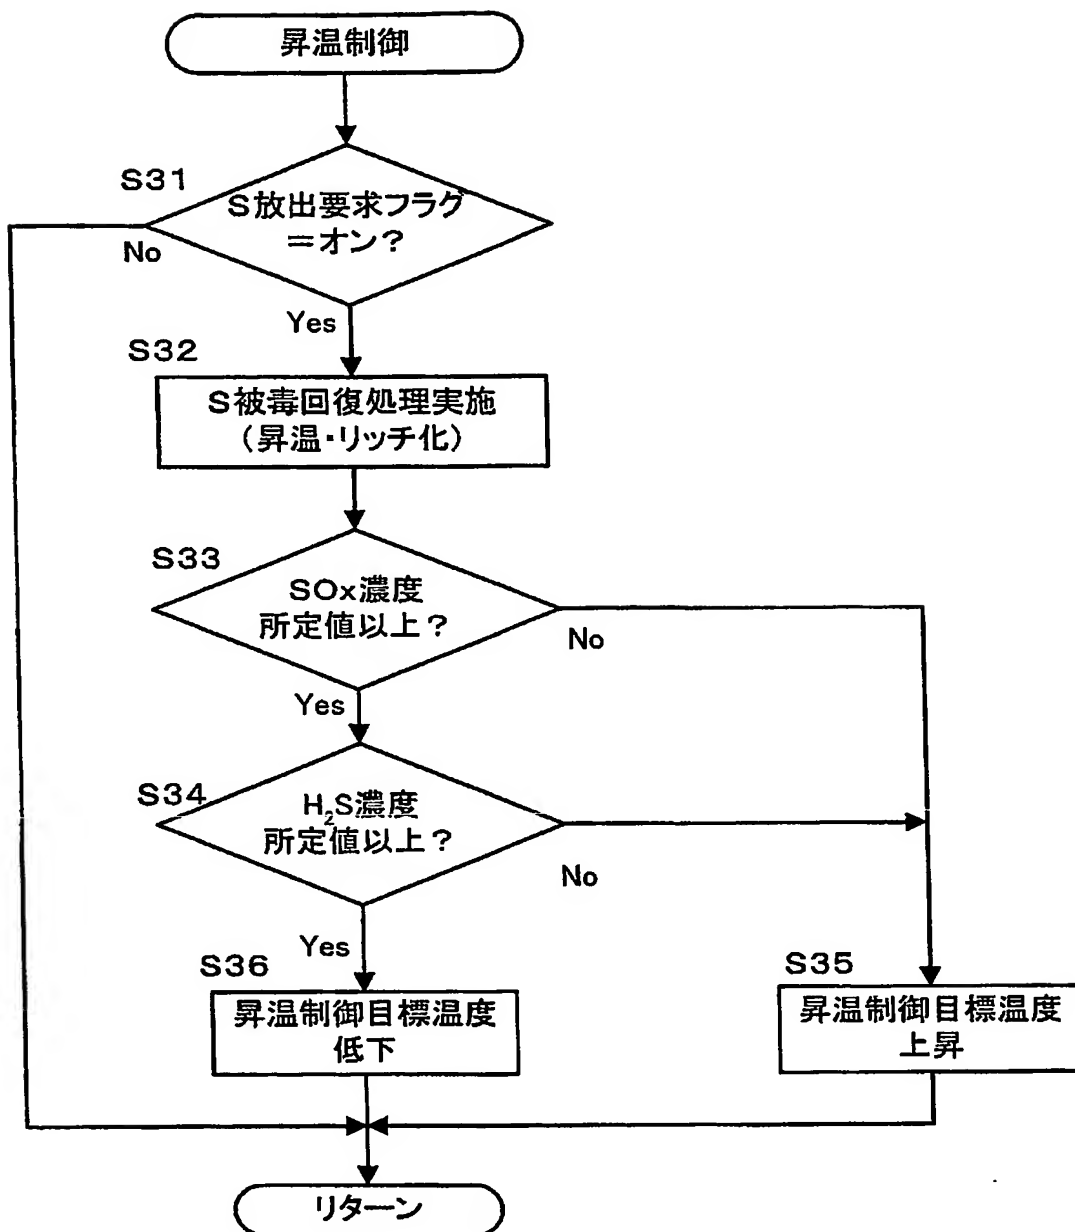 昇温制御
S31
S放出要求フラグ
=オン?
No
Yes
S32
S被毒回復処理実施
(昇温・リッチ化)
S33
SOx濃度
所定値以上?
No
Yes
S34
H₂S濃度
所定値以上?
No
Yes
S36
昇温制御目標温度
低下
S35
昇温制御目標温度
上昇
リターン